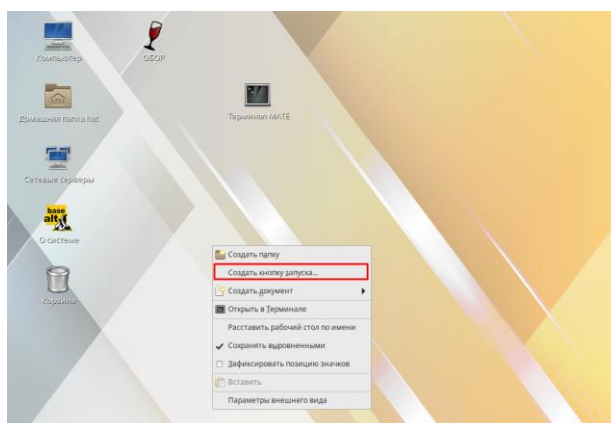 Компьютер
ОБОР
Домашняя папка hat
Терминал MATE
Сетевые серверы
base
alt
О системе
Корзина
Создать папку
Создать кнопку запуска...
Создать документ
Открыть в Терминале
Расставить рабочий стол по имени
Сохранять выровненными
Зафиксировать позицию значков
Вставить
Параметры внешнего вида